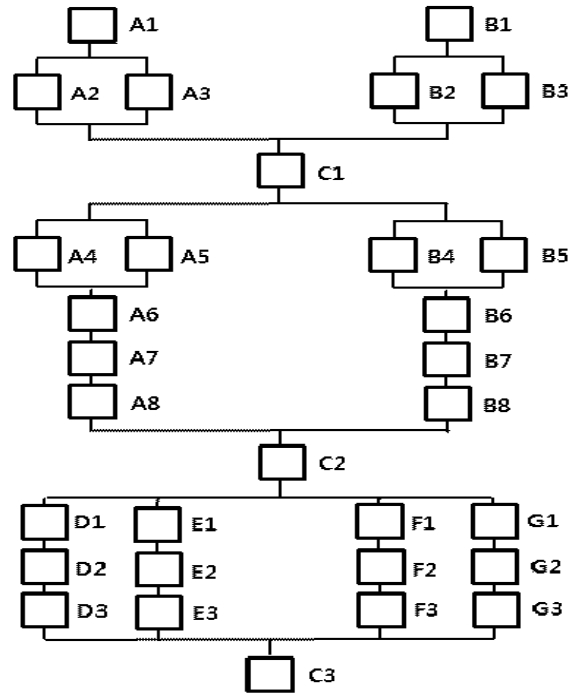 A1 B1
A2 A3 B2 B3
C1
A4 A5 B4 B5
A6 B6
A7 B7
A8 B8
C2
D1 E1 F1 G1
D2 E2 F2 G2
D3 E3 F3 G3
C3